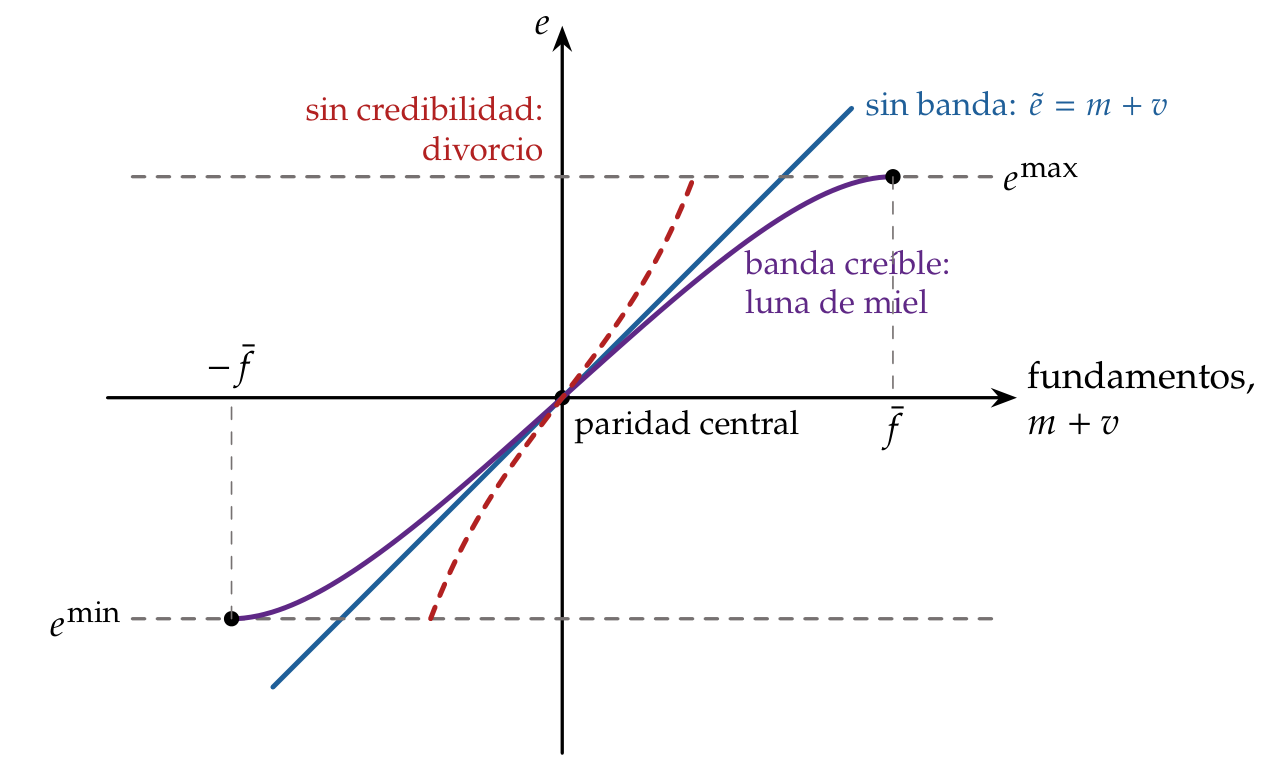 e
sin credibilidad:
divorcio
sin banda: ẽ = m + v
e^max
banda creíble:
luna de miel
−f̄
fundamentos,
m + v
paridad central
f̄
e^min